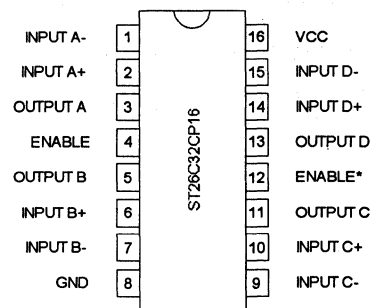 INPUT A- 1 16 VCC
INPUT A+ 2 15 INPUT D-
OUTPUT A 3 14 INPUT D+
ENABLE 4 13 OUTPUT D
OUTPUT B 5 12 ENABLE*
INPUT B+ 6 11 OUTPUT C
INPUT B- 7 10 INPUT C+
GND 8 9 INPUT C-
ST26C32CP16